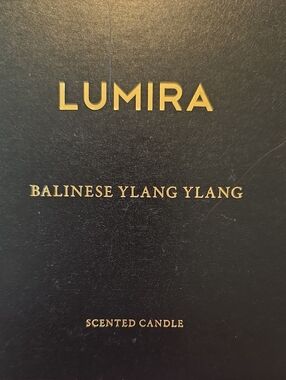 LUMIRA
BALINESE YLANG YLANG
SCENTED CANDLE